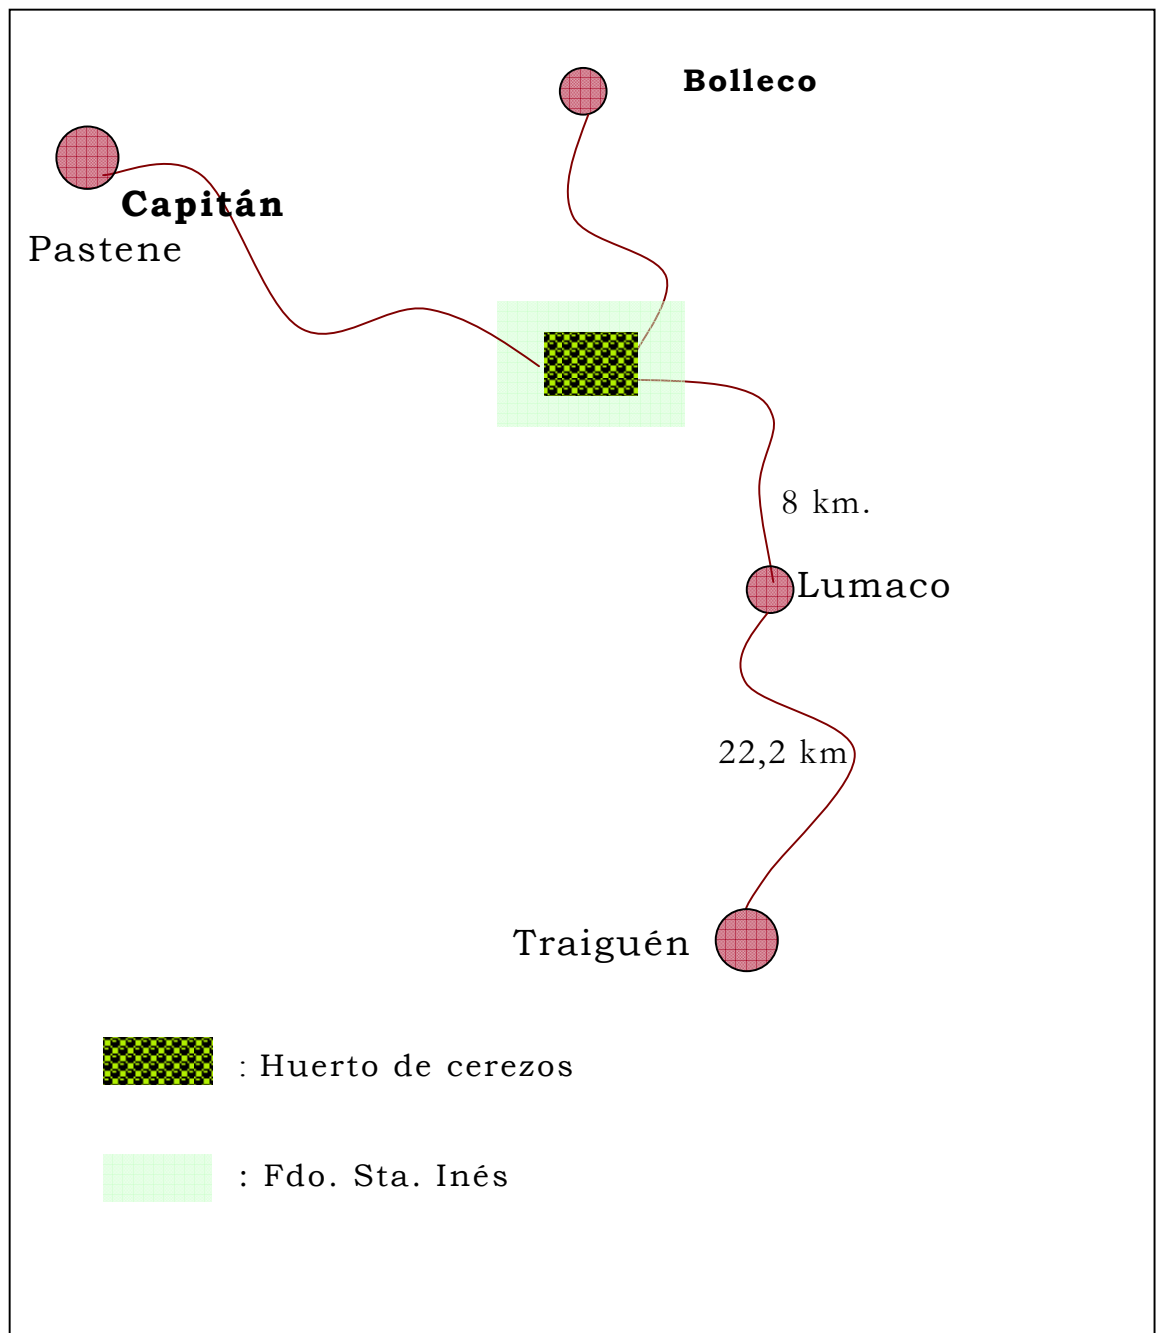 Bolleco
Capitán
Pastene
8 km.
Lumaco
22,2 km
Traiguén
: Huerto de cerezos
: Fdo. Sta. Inés